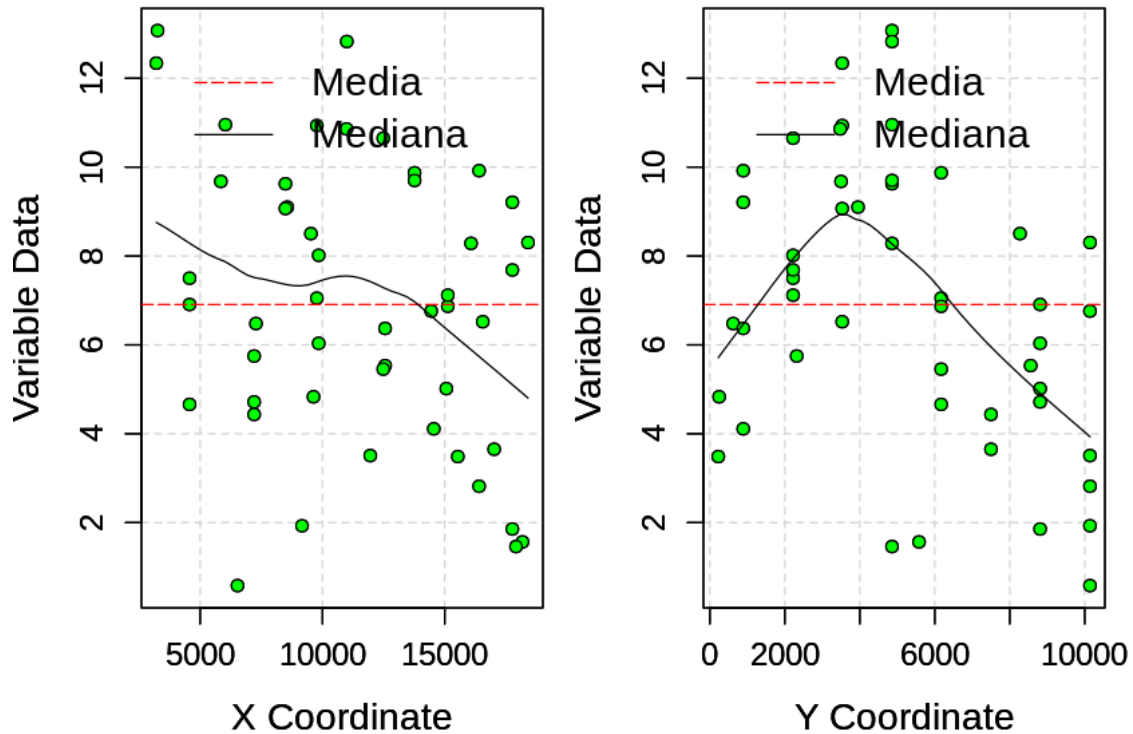 Variable Data
12
10
8
6
4
2
Media
Mediana
5000 10000 15000
X Coordinate
Variable Data
12
10
8
6
4
2
Media
Mediana
0 2000 6000 10000
Y Coordinate